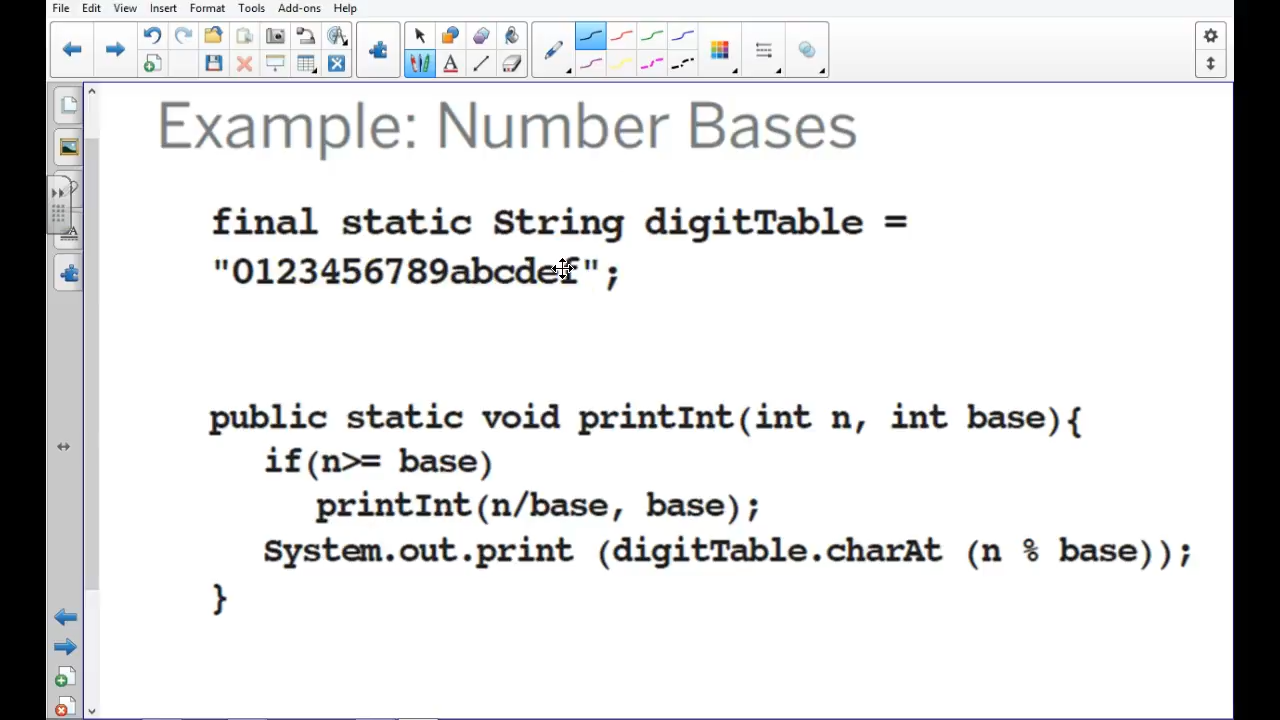 File Edit View Insert Format Tools Add-ons Help
Example: Number Bases
final static String digitTable =
"0123456789abcdef";
public static void printInt(int n, int base){
if(n>= base)
printInt(n/base, base);
System.out.print (digitTable.charAt (n % base));
}